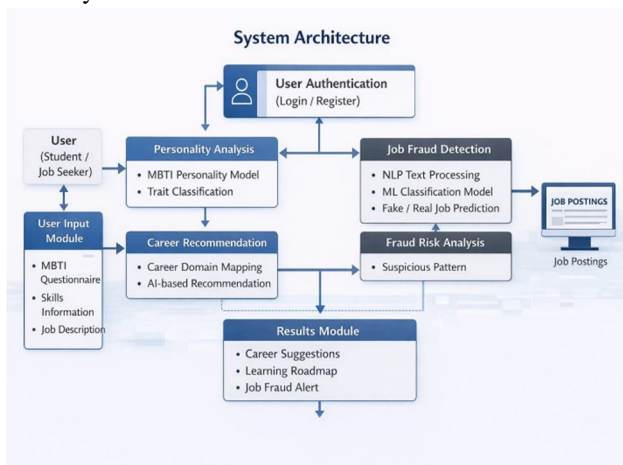 System Architecture
User Authentication
(Login / Register)
User
(Student /
Job Seeker)
Personality Analysis
• MBTI Personality Model
• Trait Classification
Job Fraud Detection
• NLP Text Processing
• ML Classification Model
• Fake / Real Job Prediction
JOB POSTINGS
Job Postings
User Input
Module
• MBTI
Questionnaire
• Skills
Information
• Job Description
Career Recommendation
• Career Domain Mapping
• AI-based Recommendation
Fraud Risk Analysis
• Suspicious Pattern
Results Module
• Career Suggestions
• Learning Roadmap
• Job Fraud Alert